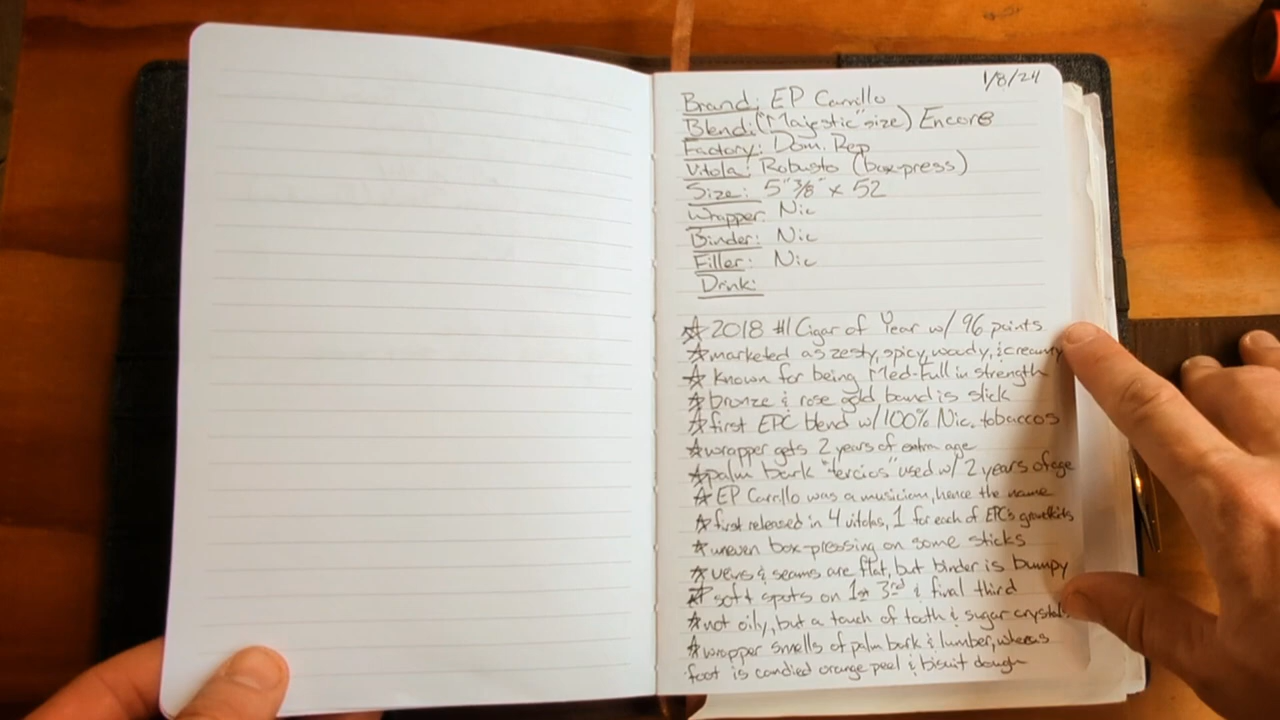 1/8/24
Brand: EP Carrillo
Blend: ("Majestic" size) Encore
Factory: Dom. Rep
Vitola: Robusto (box-press)
Size: 5" 3/8" x 52
Wrapper: Nic
Binder: Nic
Filler: Nic
Drink:
☆ 2018 #1 Cigar of Year w/ 96 points
☆ marketed as zesty, spicy, woody, & creamy
☆ Known for being Med-Full in strength
☆ bronze & rose gold band is slick
☆ first EPC blend w/ 100% Nic. tobaccos
☆ wrapper gets 2 years of extra age
☆ palm bark "tercios" used w/ 2 years of age
☆ EP Carrillo was a musician, hence the name
☆ first released in 4 vitolas, 1 for each of EPC's grandkids
☆ uneven box-pressing on some sticks
☆ veins & seams are flat, but binder is bumpy
☆ soft spots on 1st 3rd & final third
☆ not oily, but a touch of tooth & sugar crystals
☆ wrapper smells of palm bark & lumber, whereas
foot is candied orange peel & biscuit dough